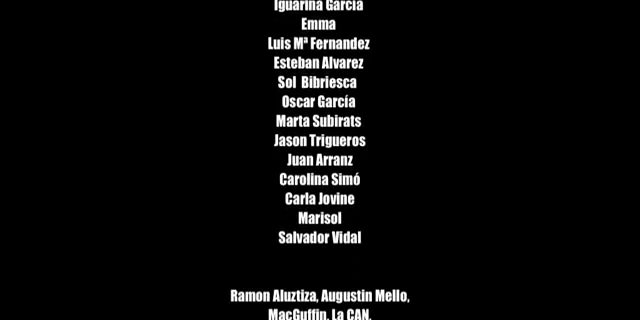 Iguarina García
Emma
Luis Mª Fernandez
Esteban Alvarez
Sol Bibriesca
Oscar García
Marta Subirats
Jason Trigueros
Juan Arranz
Carolina Simó
Carla Jovine
Marisol
Salvador Vidal
Ramon Aluztiza, Augustin Mello,
MacGuffin, La CAN,